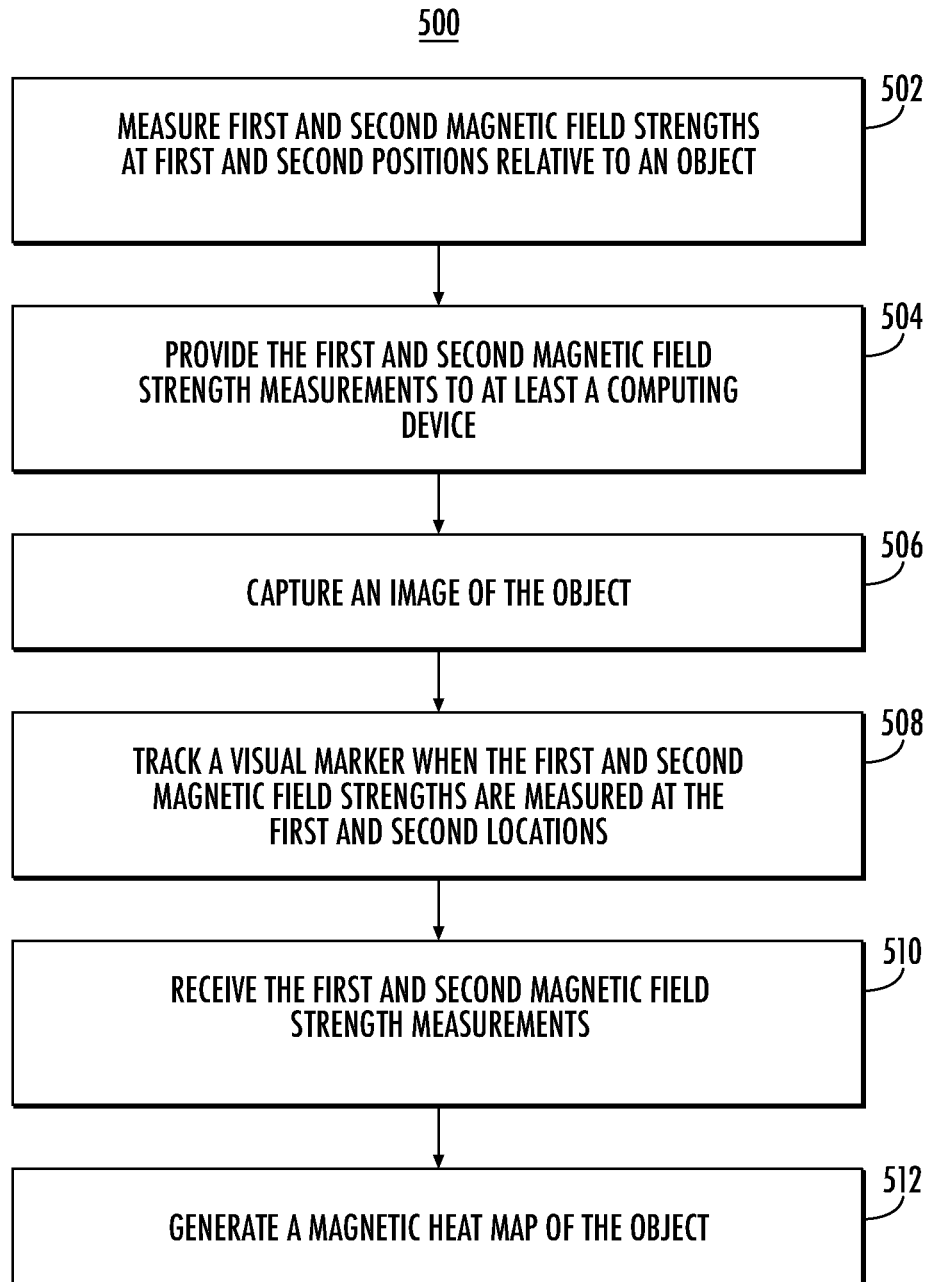 500
502
MEASURE FIRST AND SECOND MAGNETIC FIELD STRENGTHS
AT FIRST AND SECOND POSITIONS RELATIVE TO AN OBJECT
504
PROVIDE THE FIRST AND SECOND MAGNETIC FIELD
STRENGTH MEASUREMENTS TO AT LEAST A COMPUTING
DEVICE
506
CAPTURE AN IMAGE OF THE OBJECT
508
TRACK A VISUAL MARKER WHEN THE FIRST AND SECOND
MAGNETIC FIELD STRENGTHS ARE MEASURED AT THE
FIRST AND SECOND LOCATIONS
510
RECEIVE THE FIRST AND SECOND MAGNETIC FIELD
STRENGTH MEASUREMENTS
512
GENERATE A MAGNETIC HEAT MAP OF THE OBJECT